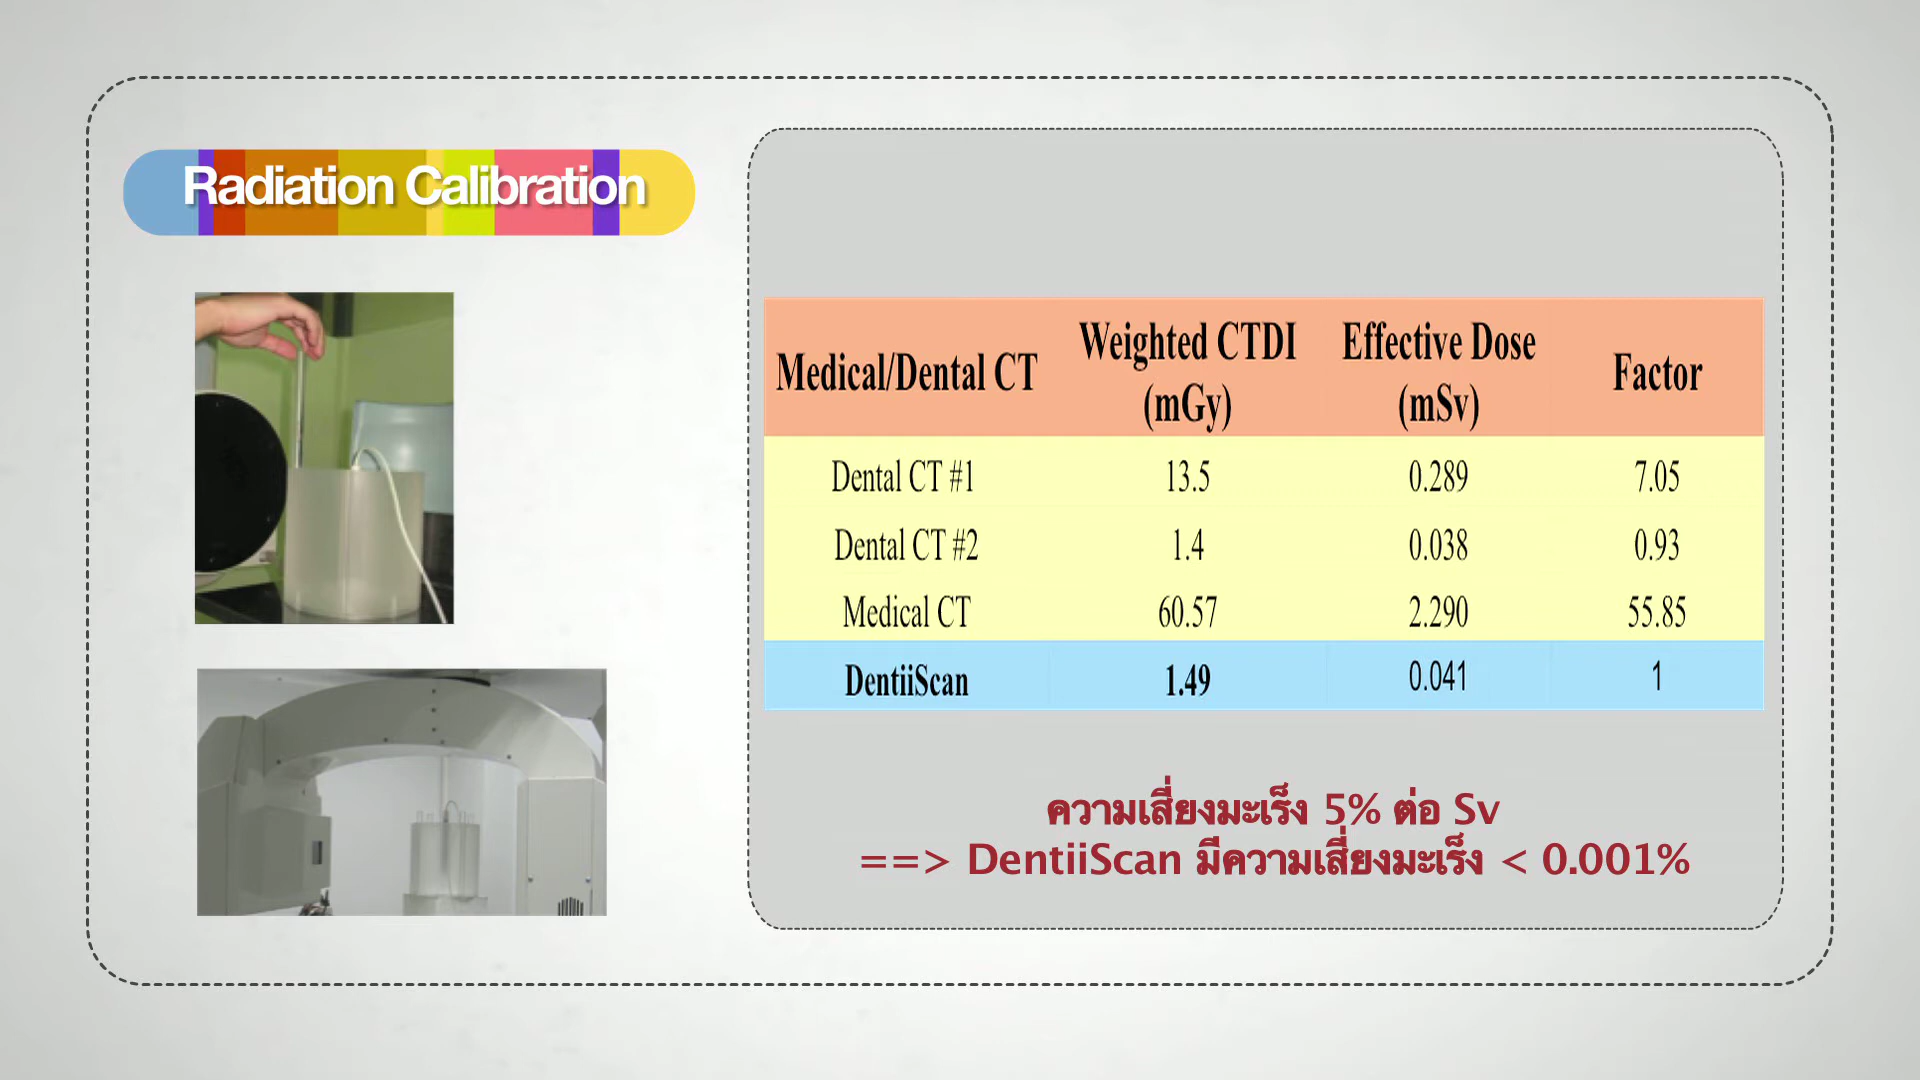 Radiation Calibration
Medical/Dental CT Weighted CTDI (mGy) Effective Dose (mSv) Factor
Dental CT #1 13.5 0.289 7.05
Dental CT #2 1.4 0.038 0.93
Medical CT 60.57 2.290 55.85
DentiiScan 1.49 0.041 1
ความเสี่ยงมะเร็ง 5% ต่อ Sv
==> DentiiScan มีความเสี่ยงมะเร็ง < 0.001%